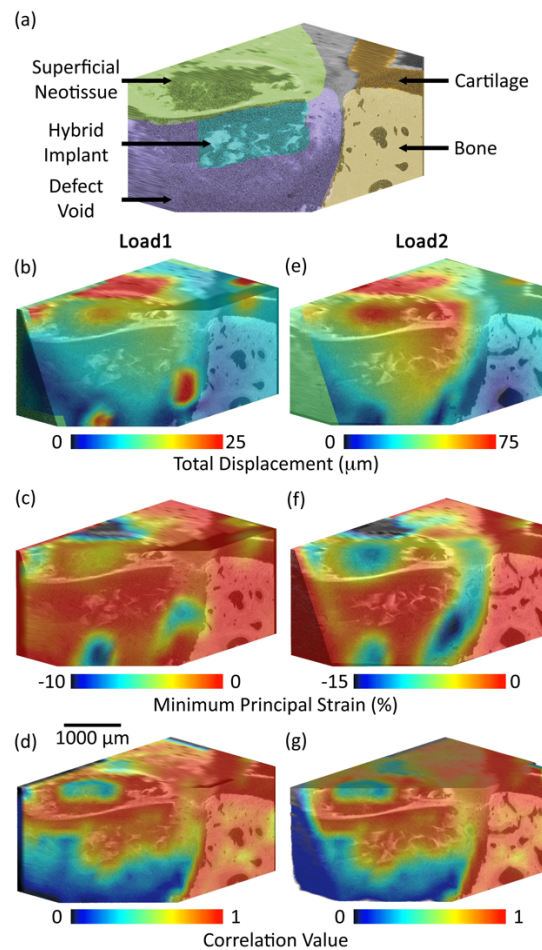 (a)
Superficial
Neotissue
Cartilage
Hybrid
Implant
Bone
Defect
Void
Load1
Load2
(b)
(e)
0 25
0 75
Total Displacement (μm)
(c)
(f)
-10 0
-15 0
Minimum Principal Strain (%)
1000 μm
(d)
(g)
0 1
0 1
Correlation Value